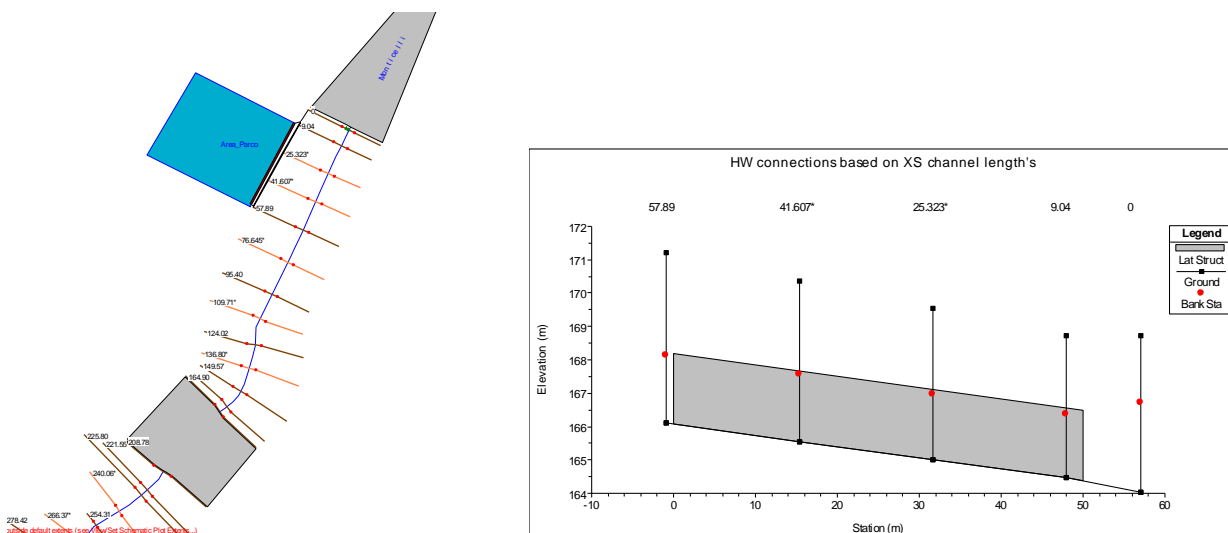 Monticelli
0
9.04
Area_Parco
25.323*
41.607*
57.89
76.645*
95.40
109.71*
124.02
136.80*
149.57
164.90
225.80
221.55
208.78
240.06*
278.42
266.37*
254.31
HW connections based on XS channel length's
57.89 41.607* 25.323* 9.04 0
172
171
170
169
168
167
166
165
164
Elevation (m)
-10 0 10 20 30 40 50 60
Station (m)
Legend
Lat Struct
Ground
Bank Sta